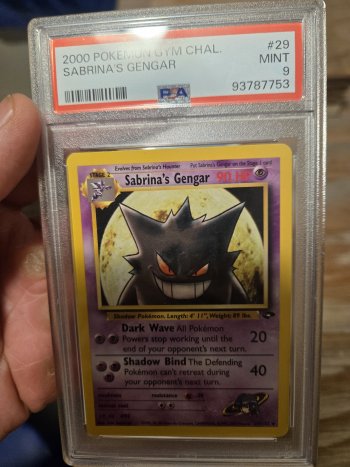 2000 POKEMON GYM CHAL. #29
SABRINA'S GENGAR MINT
9
93787753
PSA
Evolves from Sabrina's Haunter Put Sabrina's Gengar on the Stage 1 card
STAGE 2 Sabrina's Gengar 90 HP
Shadow Pokémon. Length: 4' 11", Weight: 89 lbs.
Dark Wave All Pokémon
Powers stop working until the
end of your opponent's next turn. 20
Shadow Bind The Defending
Pokémon can't retreat during
your opponent's next turn. 40
weakness resistance
retreat cost